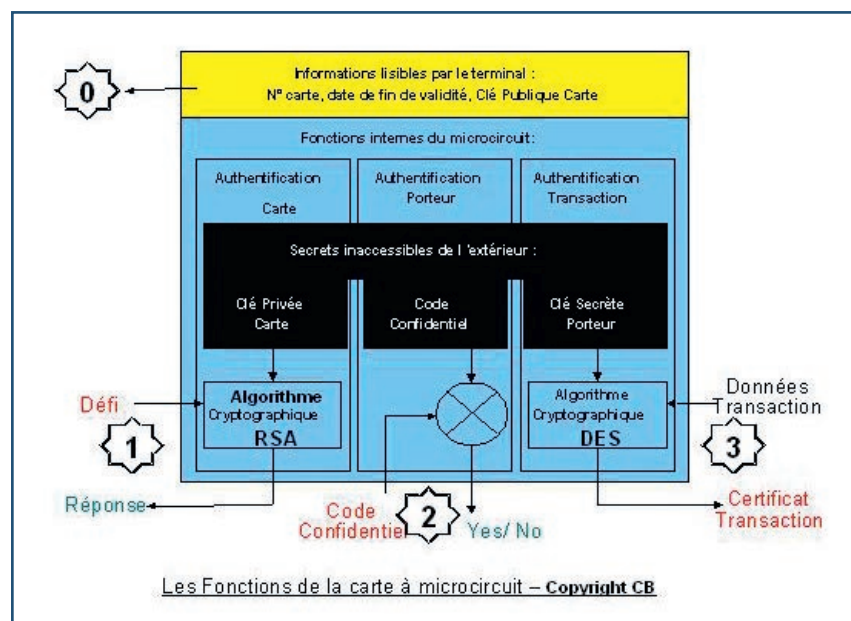 Informations lisibles par le terminal :
0
N° carte, date de fin de validité, Clé Publique Carte
Fonctions internes du microcircuit:
Authentification
Carte
Authentification
Porteur
Authentification
Transaction
Secrets inaccessibles de l 'extérieur :
Clé Privée
Carte
Code
Confidentiel
Clé Secrète
Porteur
Défi
1
Algorithme
Cryptographique
RSA
Algorithme
Cryptographique
DES
Données
Transaction
3
Réponse
Code
Confidentiel
2
Yes/ No
Certificat
Transaction
Les Fonctions de la carte à microcircuit – Copyright CB